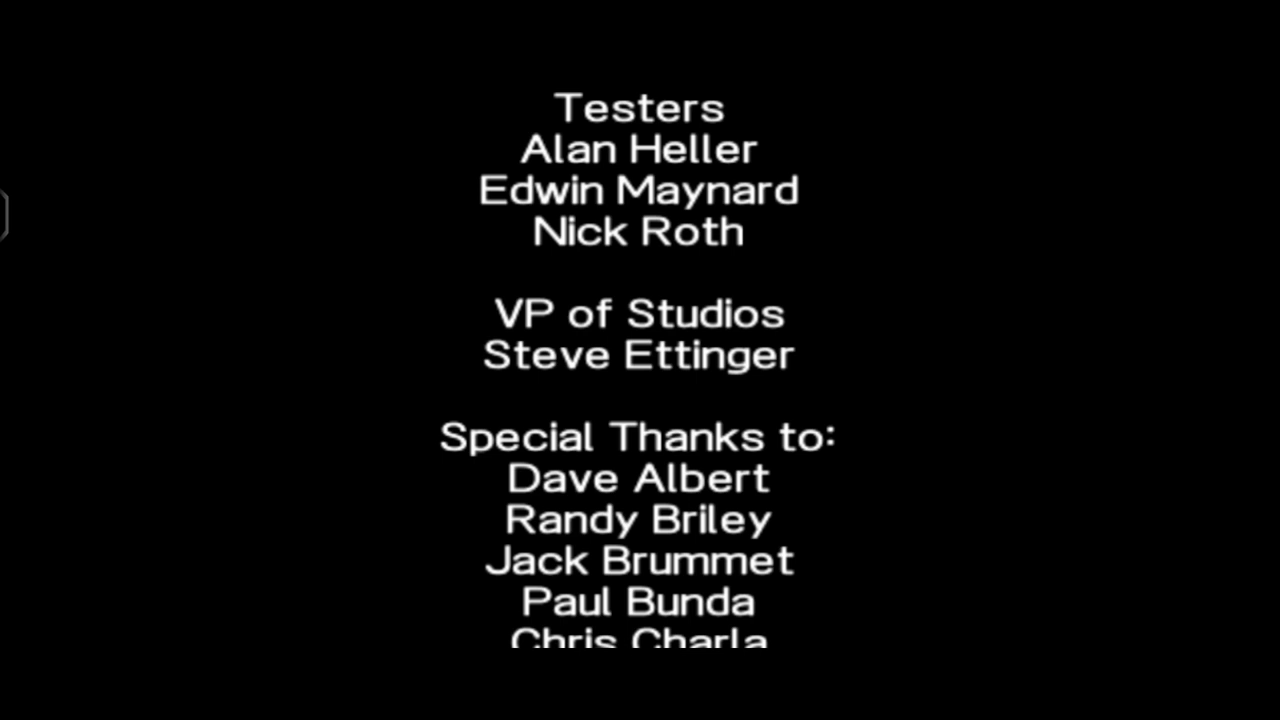 Testers
Alan Heller
Edwin Maynard
Nick Roth
VP of Studios
Steve Ettinger
Special Thanks to:
Dave Albert
Randy Briley
Jack Brummet
Paul Bunda
Chris Charla